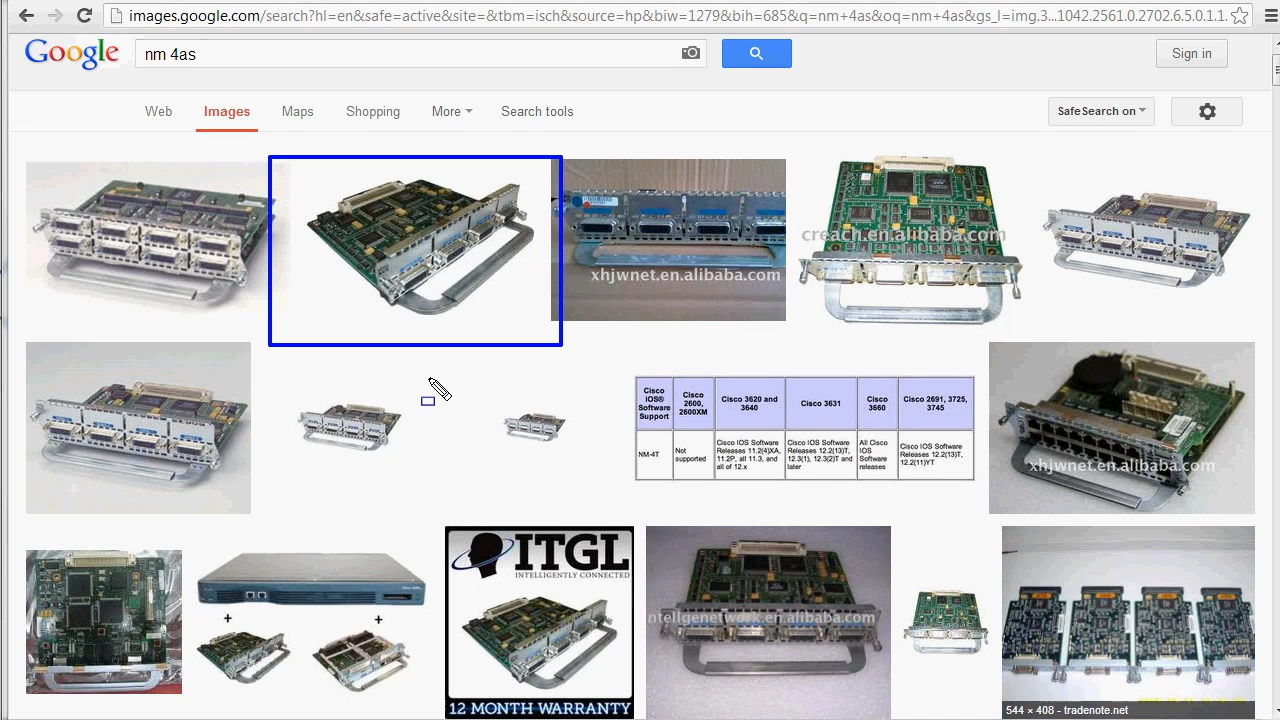 images.google.com/search?hl=en&safe=active&site=&tbm=isch&source=hp&biw=1279&bih=685&q=nm+4as&oq=nm+4as&gs_l=img.3...1042.2561.0.2702.6.5.0.1.1.
Google
nm 4as
Sign in
Web
Images
Maps
Shopping
More
Search tools
SafeSearch on
xhjwnet.en.alibaba.com
creach.en.alibaba.com
Cisco IOS® Software Support
Cisco 2600, 2600XM
Cisco 3620 and 3640
Cisco 3631
Cisco 3660
Cisco 2691, 3725, 3745
NM-4T
Not supported
Cisco IOS Software Releases 11.2(4)XA, 11.2P, all 11.3, and all of 12.x
Cisco IOS Software Releases 12.2(13)T, 12.3(1), 12.3(2)T and later
All Cisco IOS Software releases
Cisco IOS Software Releases 12.2(13)T, 12.2(11)YT
xhjwnet.en.alibaba.com
+
+
ITGL
INTELLIGENTLY CONNECTED
12 MONTH WARRANTY
ntellgenetwork.en.alibaba.com
544 × 408 - tradenote.net